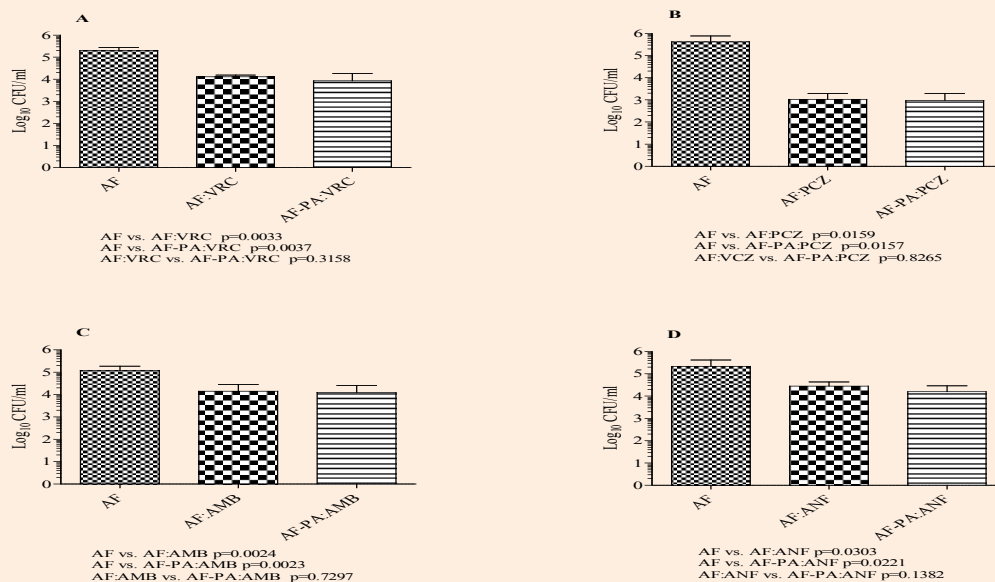 A
6
5
4
3
2
1
0
Log10 CFU/ml
AF
AF:VRC
AF-PA:VRC
AF vs. AF:VRC p=0.0033
AF vs. AF-PA:VRC p=0.0037
AF:VRC vs. AF-PA:VRC p=0.3158
B
6
5
4
3
2
1
0
Log10 CFU/ml
AF
AF:PCZ
AF-PA:PCZ
AF vs. AF:PCZ p=0.0159
AF vs. AF-PA:PCZ p=0.0157
AF:VCZ vs. AF-PA:PCZ p=0.8265
C
6
5
4
3
2
1
0
Log10 CFU/ml
AF
AF:AMB
AF-PA:AMB
AF vs. AF:AMB p=0.0024
AF vs. AF-PA:AMB p=0.0023
AF:AMB vs. AF-PA:AMB p=0.7297
D
6
5
4
3
2
1
0
Log10 CFU/ml
AF
AF:ANF
AF-PA:ANF
AF vs. AF:ANF p=0.0303
AF vs. AF-PA:ANF p=0.0221
AF:ANF vs. AF-PA:ANF p=0.1382